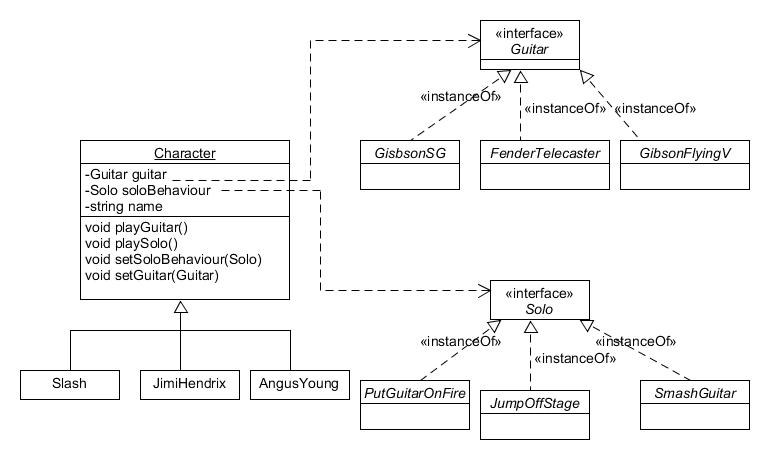 «interface»
Guitar
«instanceOf»
«instanceOf»
«instanceOf»
GisbsonSG
FenderTelecaster
GibsonFlyingV
Character
-Guitar guitar
-Solo soloBehaviour
-string name
void playGuitar()
void playSolo()
void setSoloBehaviour(Solo)
void setGuitar(Guitar)
«interface»
Solo
«instanceOf»
«instanceOf»
«instanceOf»
Slash
JimiHendrix
AngusYoung
PutGuitarOnFire
JumpOffStage
SmashGuitar